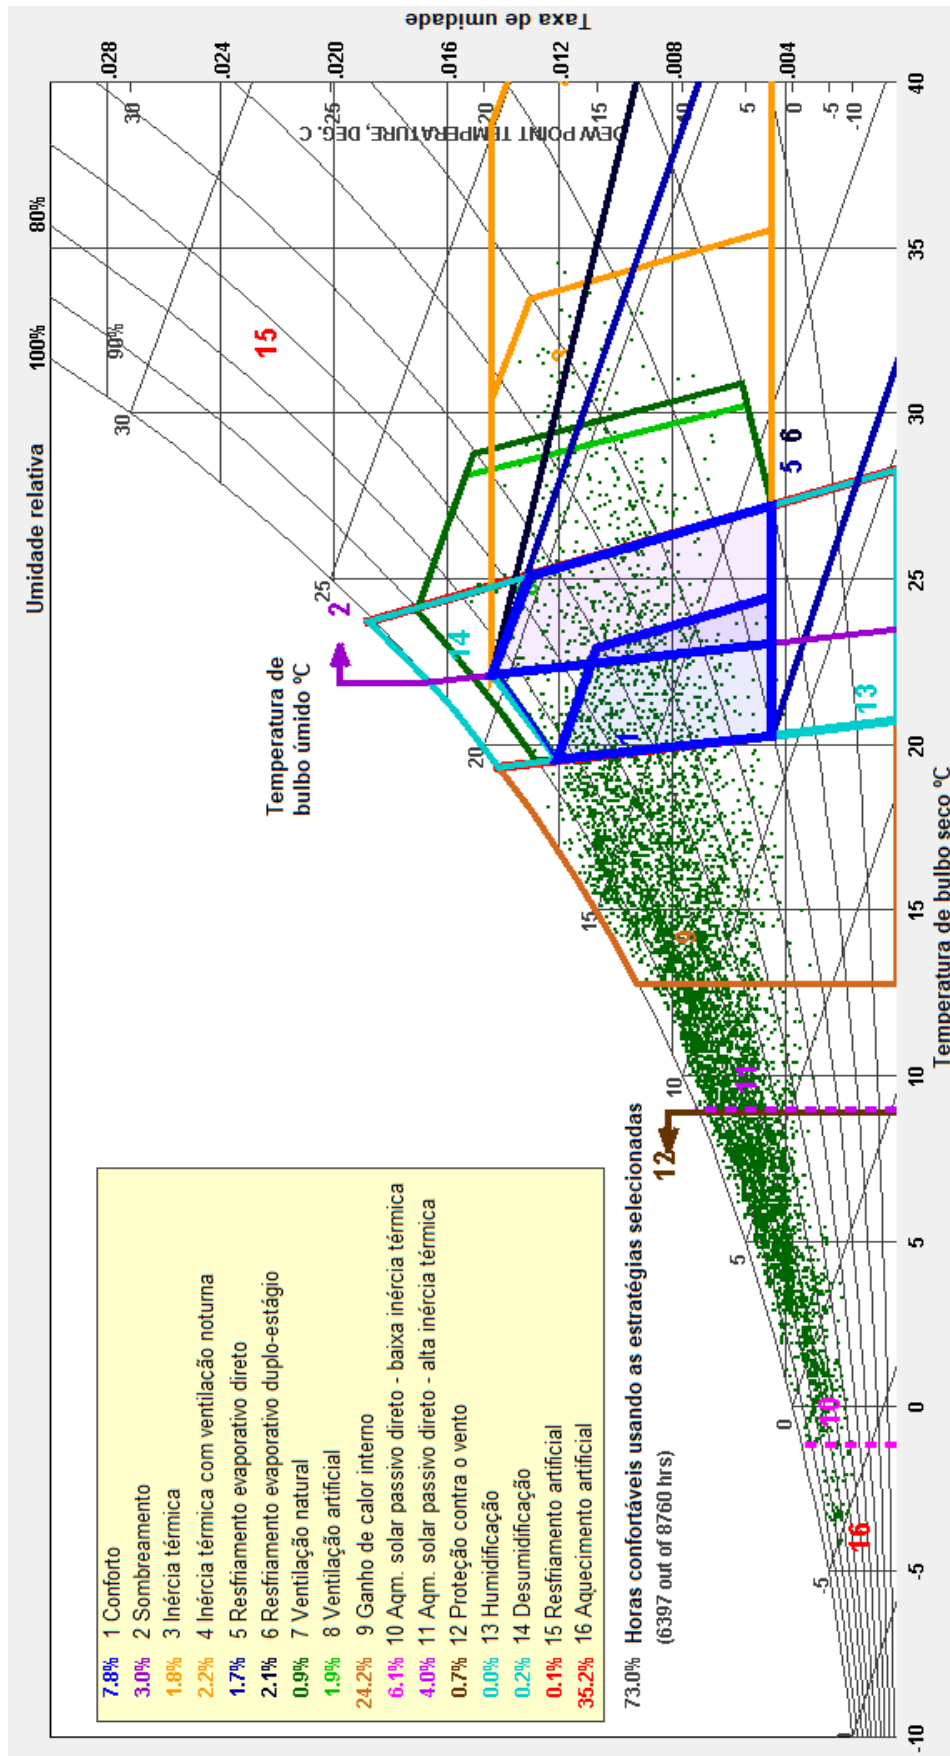 Umidade relativa
100%
80%
90%
Taxa de umidade
.028
.024
.020
.016
.012
.008
.004
DEW POINT TEMPERATURE, DEG. C
30
25
20
15
10
5
0
-5
-10
Temperatura de
bulbo úmido ºC
30
25
20
15
10
5
0
-5
15
2
14
1
5
6
13
9
11
12
10
16
7.8% 1 Conforto
3.0% 2 Sombreamento
1.8% 3 Inércia térmica
2.2% 4 Inércia térmica com ventilação noturna
1.7% 5 Resfriamento evaporativo direto
2.1% 6 Resfriamento evaporativo duplo-estágio
0.9% 7 Ventilação natural
1.9% 8 Ventilação artificial
24.2% 9 Ganho de calor interno
6.1% 10 Aqm. solar passivo direto - baixa inércia térmica
4.0% 11 Aqm. solar passivo direto - alta inércia térmica
0.7% 12 Proteção contra o vento
0.0% 13 Humidificação
0.2% 14 Desumidificação
0.1% 15 Resfriamento artificial
35.2% 16 Aquecimento artificial
73.0% Horas confortáveis usando as estratégias selecionadas
(6397 out of 8760 hrs)
-10
-5
0
5
10
15
20
25
30
35
40
Temperatura de bulbo seco ºC